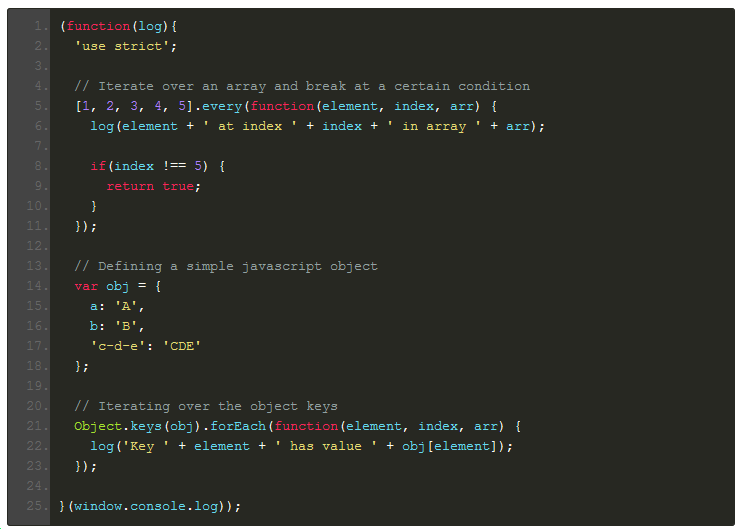 1. (function(log){
2.   'use strict';
3.
4.   // Iterate over an array and break at a certain condition
5.   [1, 2, 3, 4, 5].every(function(element, index, arr) {
6.     log(element + ' at index ' + index + ' in array ' + arr);
7.
8.     if(index !== 5) {
9.       return true;
10.     }
11.   });
12.
13.   // Defining a simple javascript object
14.   var obj = {
15.     a: 'A',
16.     b: 'B',
17.     'c-d-e': 'CDE'
18.   };
19.
20.   // Iterating over the object keys
21.   Object.keys(obj).forEach(function(element, index, arr) {
22.     log('Key ' + element + ' has value ' + obj[element]);
23.   });
24.
25. }(window.console.log));